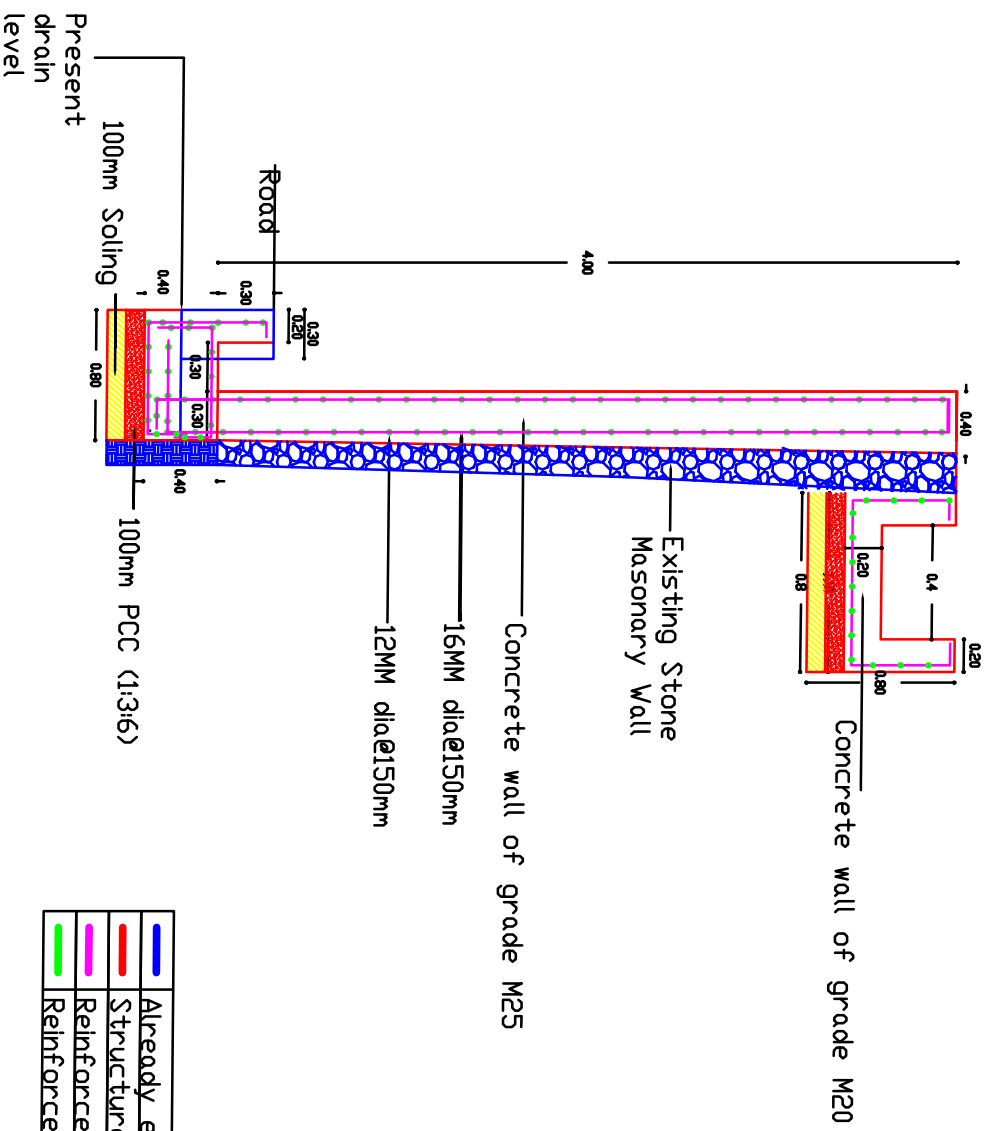 Present
drain
level
100mm Soling
Road
4.00
0.40
0.30
0.20
0.30
0.80
0.30
0.30
0.40
0.40
0.20
0.4
0.8
0.20
0.80
100mm PCC (1:3:6)
12MM dia@150mm
16MM dia@150mm
Concrete wall of grade M25
Existing Stone
Masonary Wall
Concrete wall of grade M20
Already e
Structure
Reinforce
Reinforce